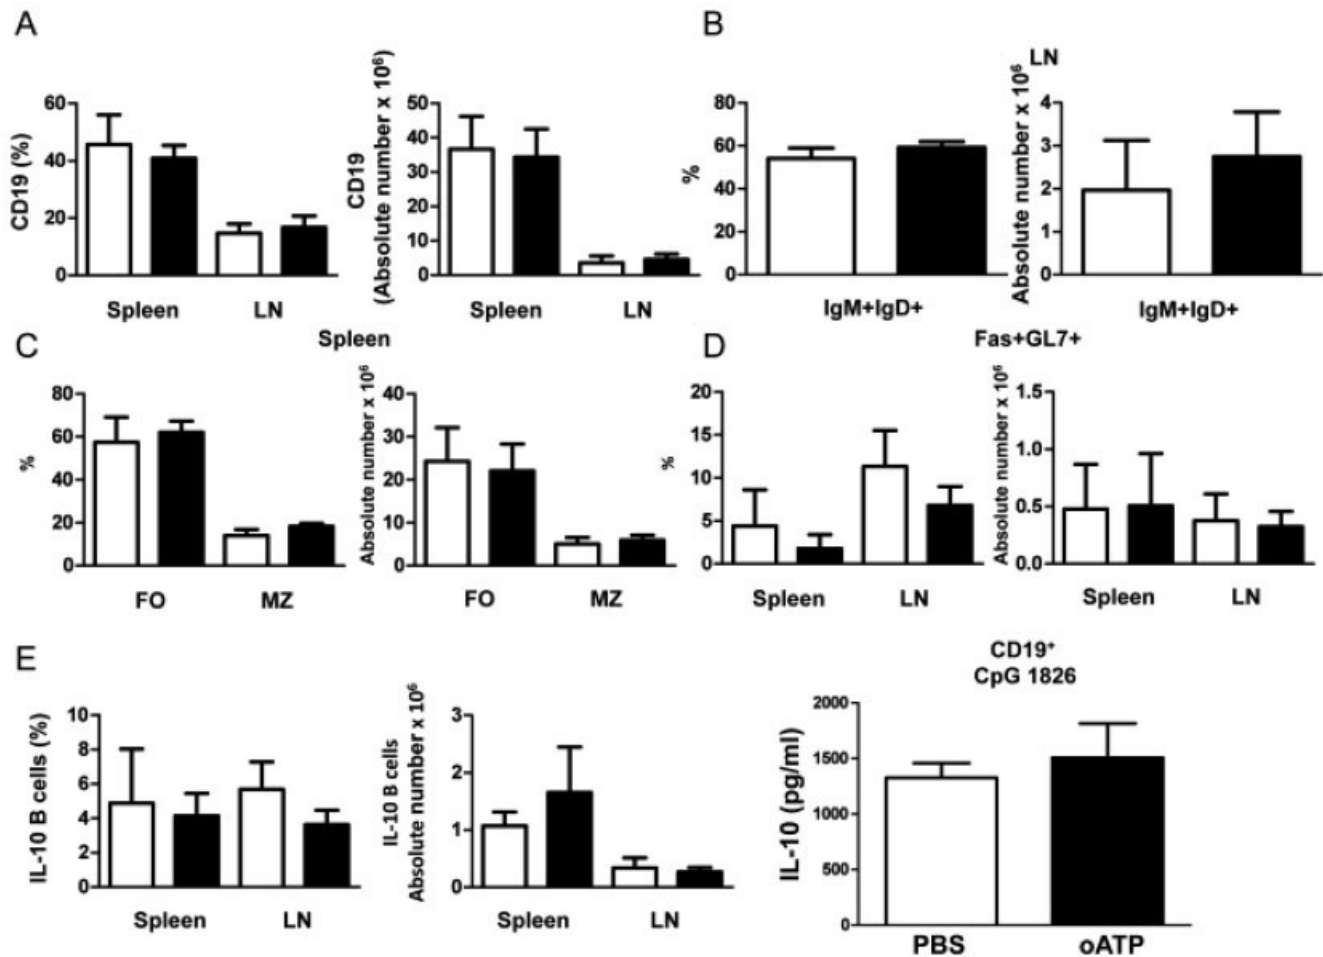 A
CD19 (%)
60
40
20
0
Spleen
LN
CD19
(Absolute number x 10⁶)
50
40
30
20
10
0
Spleen
LN
B
LN
%
80
60
40
20
0
IgM+IgD+
Absolute number x 10⁶
4
3
2
1
0
IgM+IgD+
C
Spleen
%
80
60
40
20
0
FO
MZ
Absolute number x 10⁶
40
30
20
10
0
FO
MZ
D
Fas+GL7+
%
20
15
10
5
0
Spleen
LN
Absolute number x 10⁶
1.5
1.0
0.5
0.0
Spleen
LN
E
IL-10 B cells (%)
10
8
6
4
2
0
Spleen
LN
IL-10 B cells
Absolute number x 10⁶
3
2
1
0
Spleen
LN
CD19⁺
CpG 1826
IL-10 (pg/ml)
2000
1500
1000
500
0
PBS
oATP